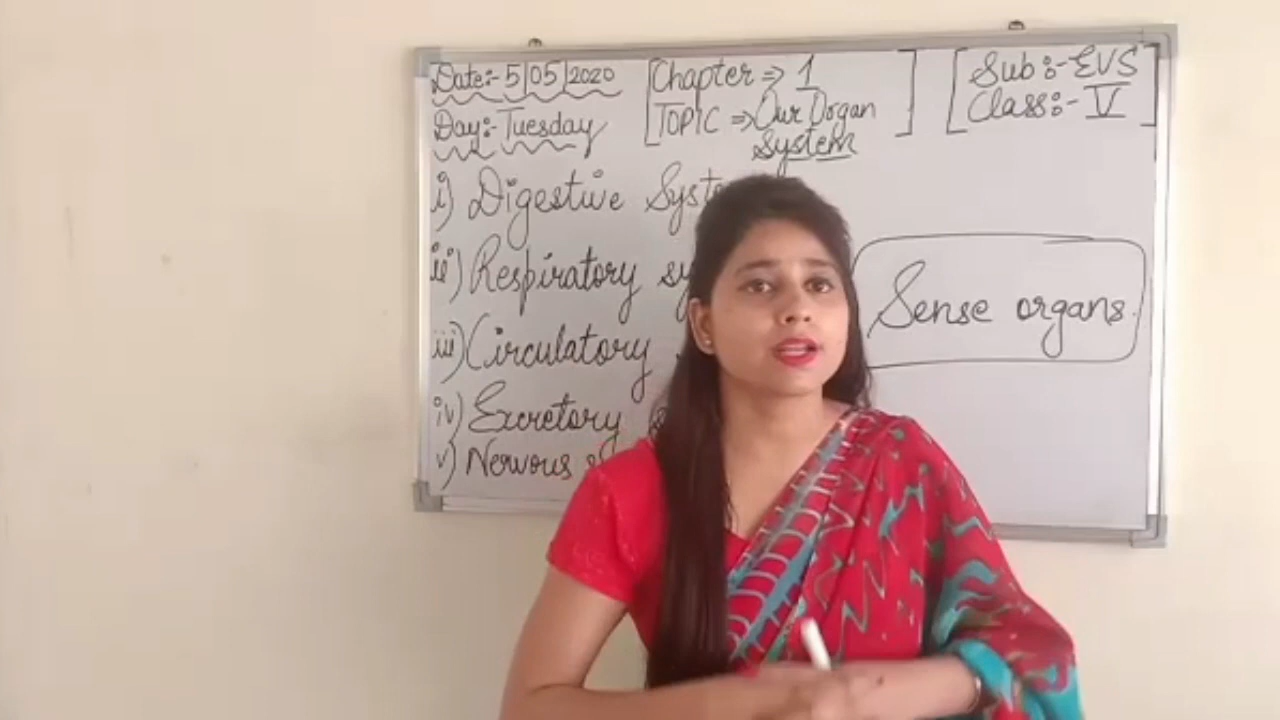 Date:- 5|05|2020
Day:- Tuesday
Chapter => 1
TOPIC => Our Organ
System
Sub :- EVS
Class:- V
i) Digestive
ii) Respiratory
iii) Circulatory
iv) Excretory
v) Nervous
Sense organs.